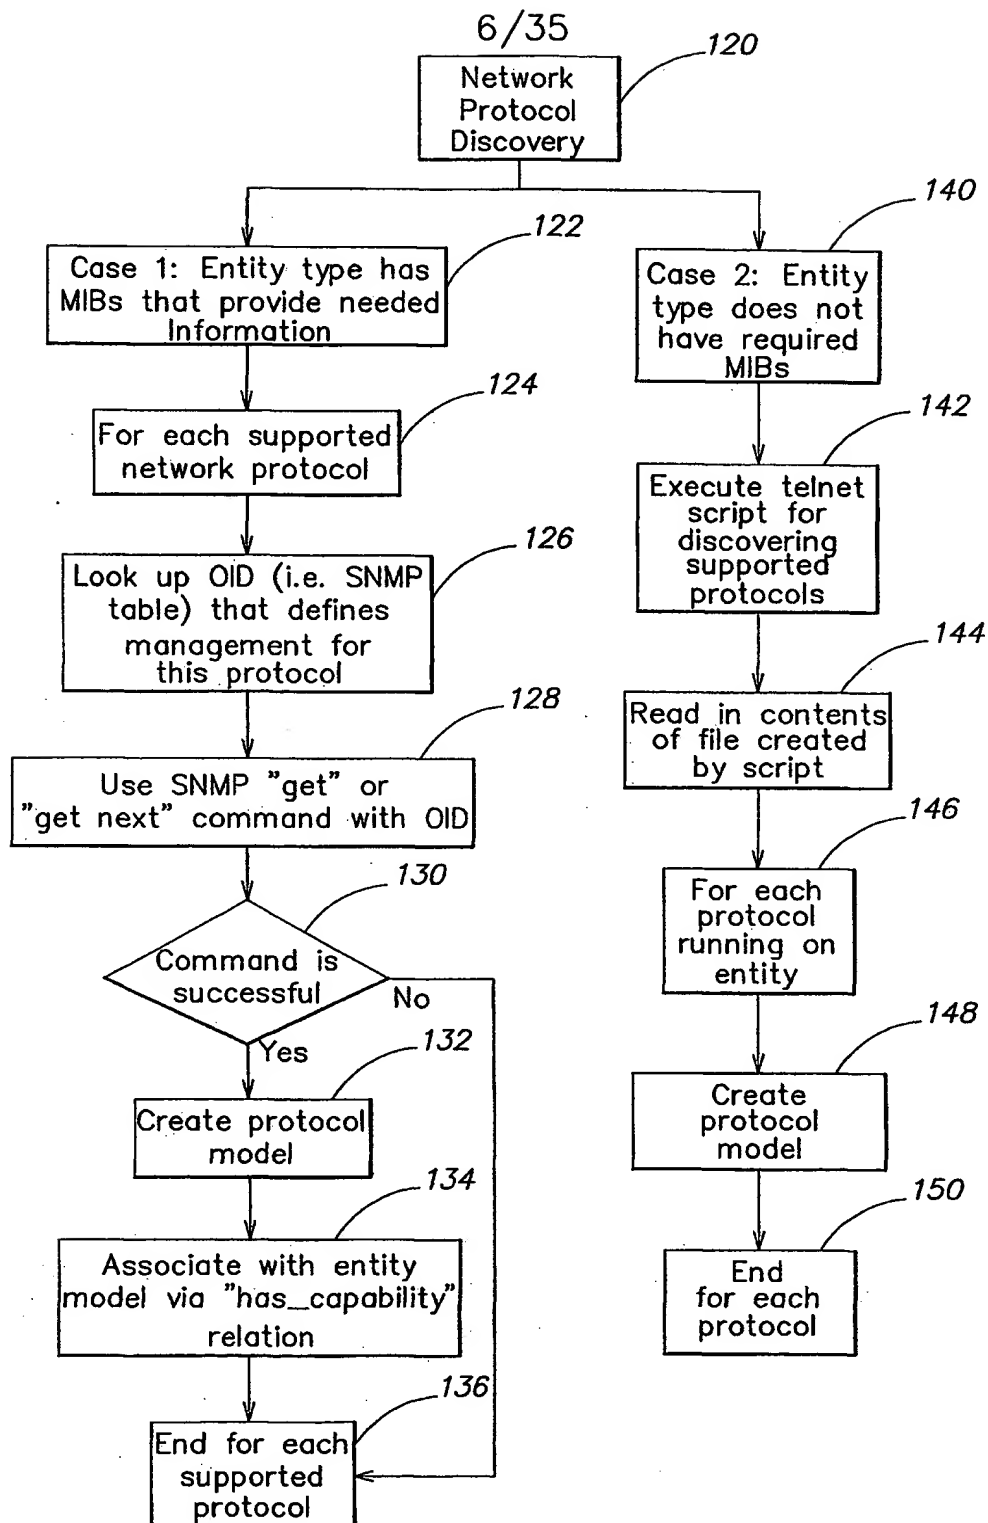 6/35
120
Network
Protocol
Discovery
122
Case 1: Entity type has
MIBs that provide needed
Information
124
For each supported
network protocol
126
Look up OID (i.e. SNMP
table) that defines
management for
this protocol
128
Use SNMP "get" or
"get next" command with OID
130
Command is
successful
No
Yes
132
Create protocol
model
134
Associate with entity
model via "has_capability"
relation
136
End for each
supported
protocol
140
Case 2: Entity
type does not
have required
MIBs
142
Execute telnet
script for
discovering
supported
protocols
144
Read in contents
of file created
by script
146
For each
protocol
running on
entity
148
Create
protocol
model
150
End
for each
protocol